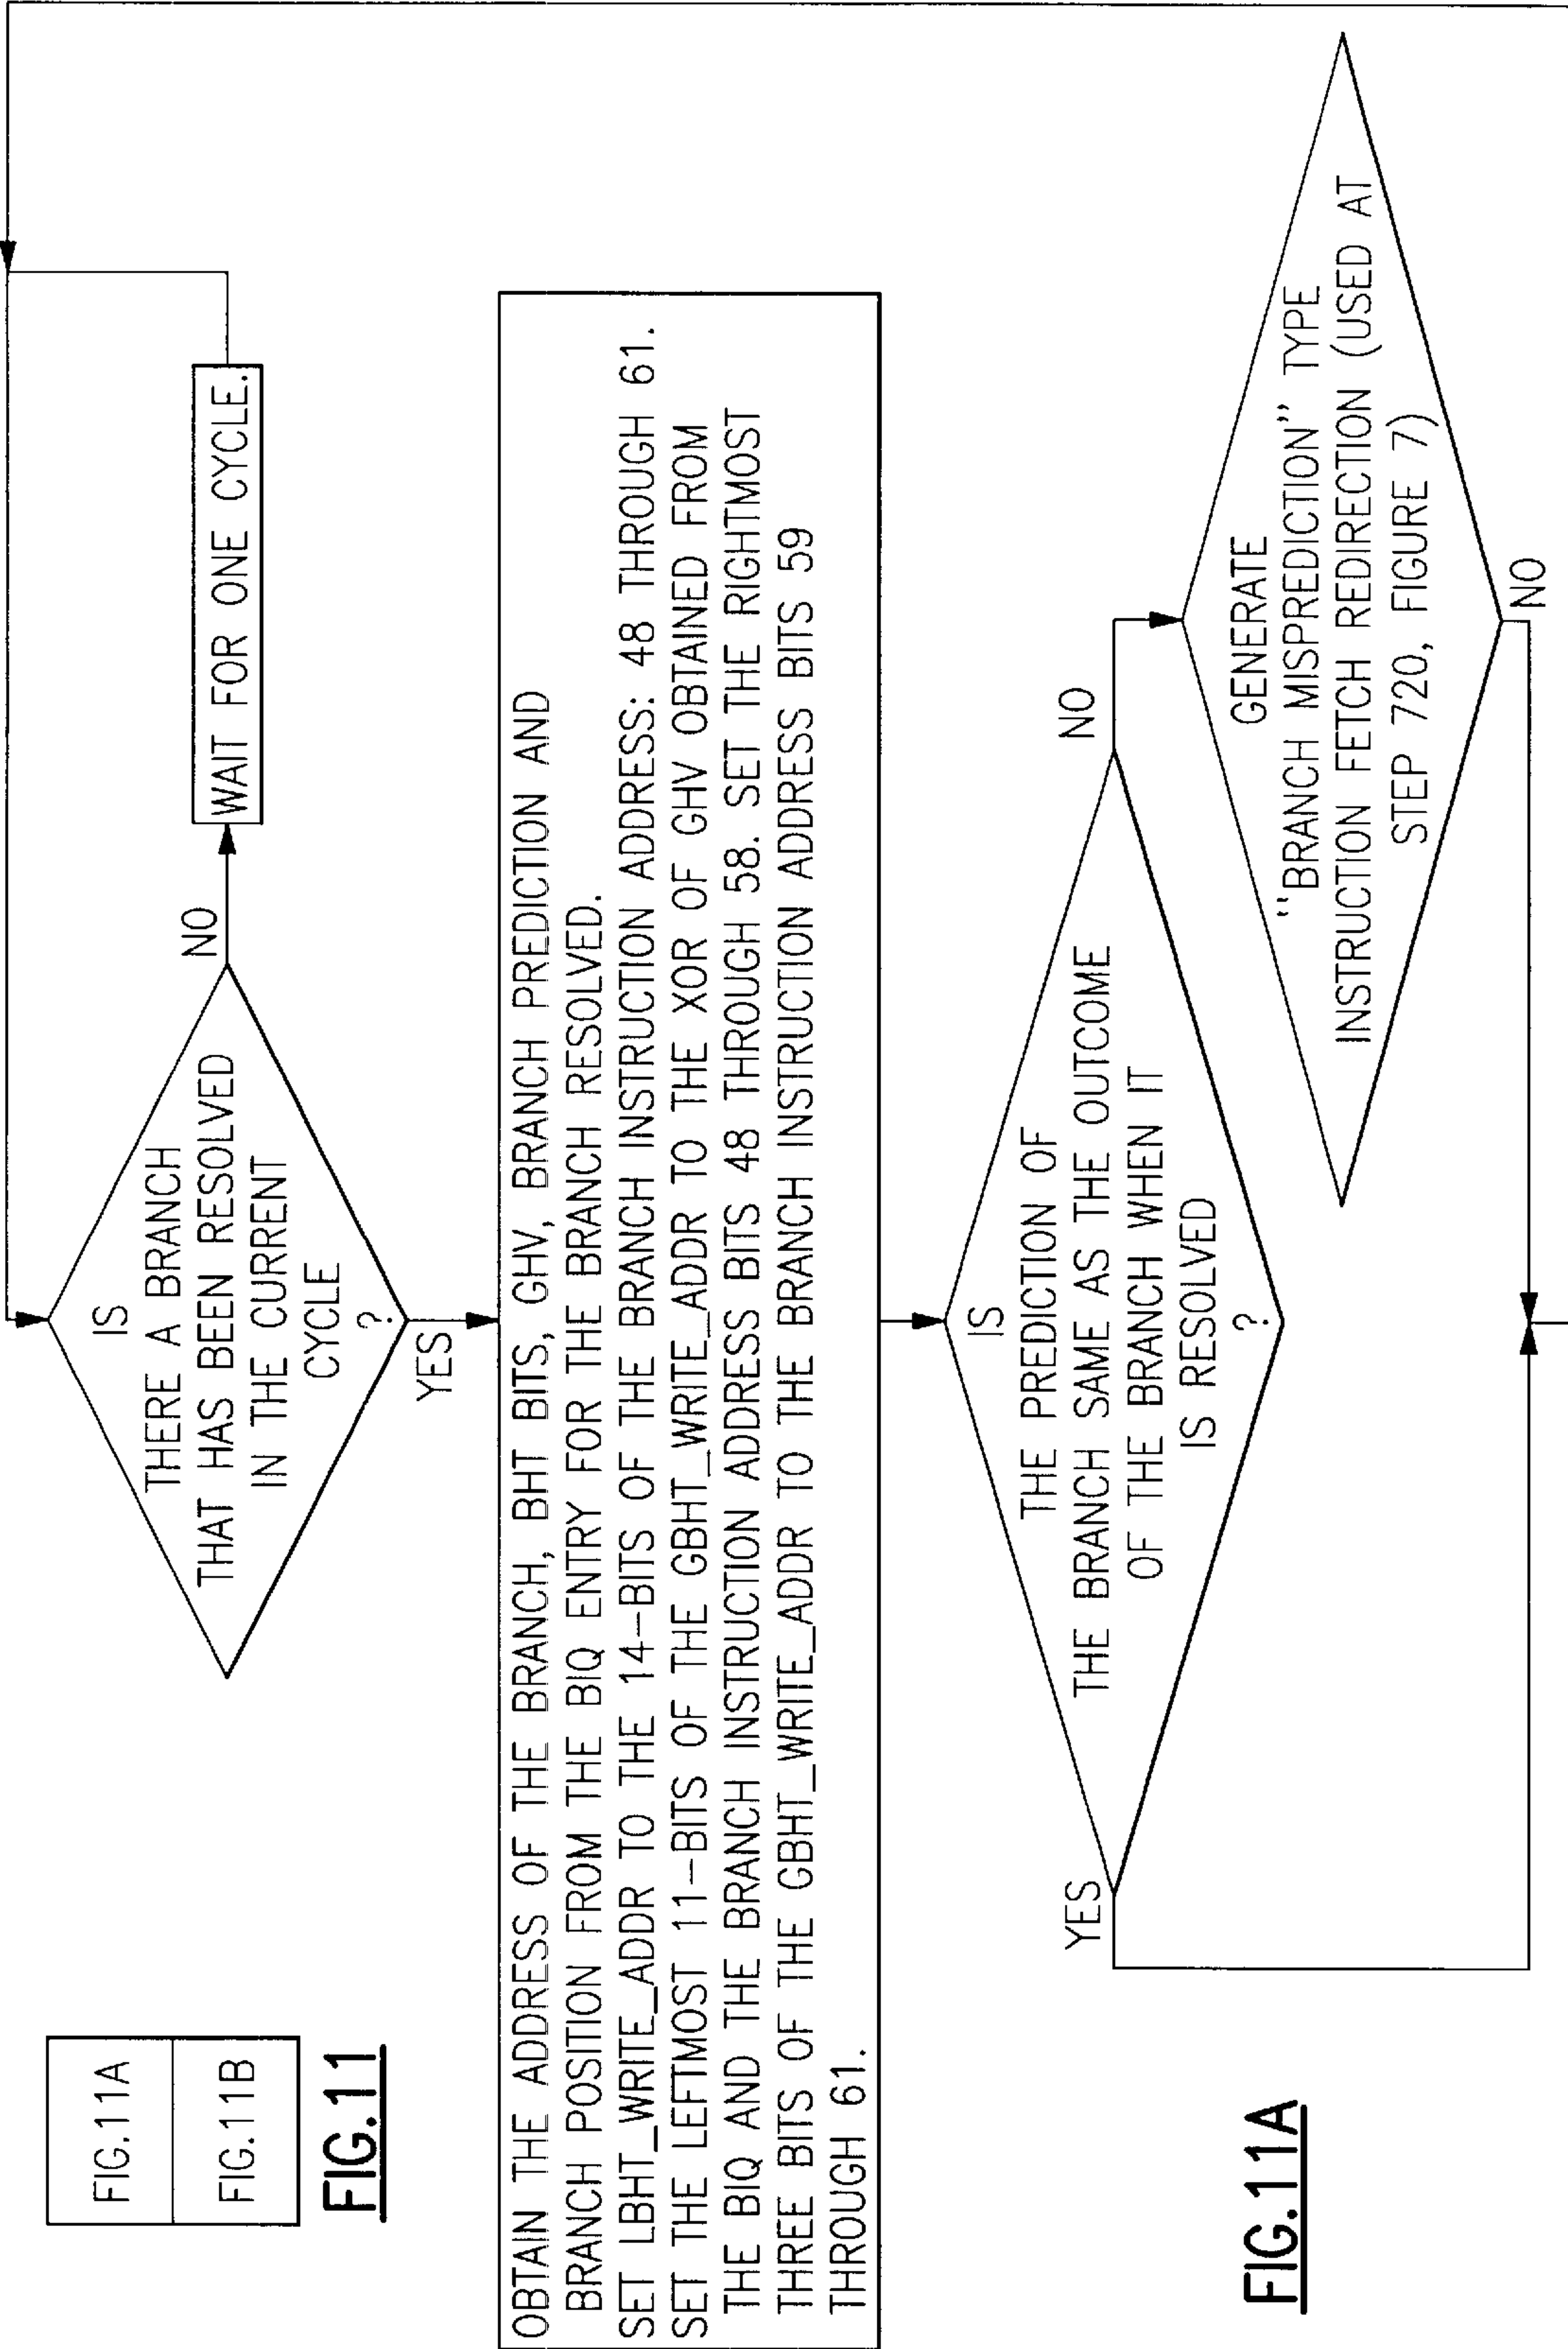 FIG.11A
FIG.11B
FIG.11
IS
THERE A BRANCH
THAT HAS BEEN RESOLVED
IN THE CURRENT
CYCLE
?
NO
WAIT FOR ONE CYCLE.
YES
OBTAIN THE ADDRESS OF THE BRANCH, BHT BITS, GHV, BRANCH PREDICTION AND
BRANCH POSITION FROM THE BIQ ENTRY FOR THE BRANCH RESOLVED.
SET LBHT_WRITE_ADDR TO THE 14-BITS OF THE BRANCH INSTRUCTION ADDRESS: 48 THROUGH 61.
SET THE LEFTMOST 11-BITS OF THE GBHT_WRITE_ADDR TO THE XOR OF GHV OBTAINED FROM
THE BIQ AND THE BRANCH INSTRUCTION ADDRESS BITS 48 THROUGH 58. SET THE RIGHTMOST
THREE BITS OF THE GBHT_WRITE_ADDR TO THE BRANCH INSTRUCTION ADDRESS BITS 59
THROUGH 61.
IS
THE PREDICTION OF
THE BRANCH SAME AS THE OUTCOME
OF THE BRANCH WHEN IT
IS RESOLVED
?
YES
NO
GENERATE
"BRANCH MISPREDICTION" TYPE
INSTRUCTION FETCH REDIRECTION (USED AT
STEP 720, FIGURE 7)
NO
FIG.11A